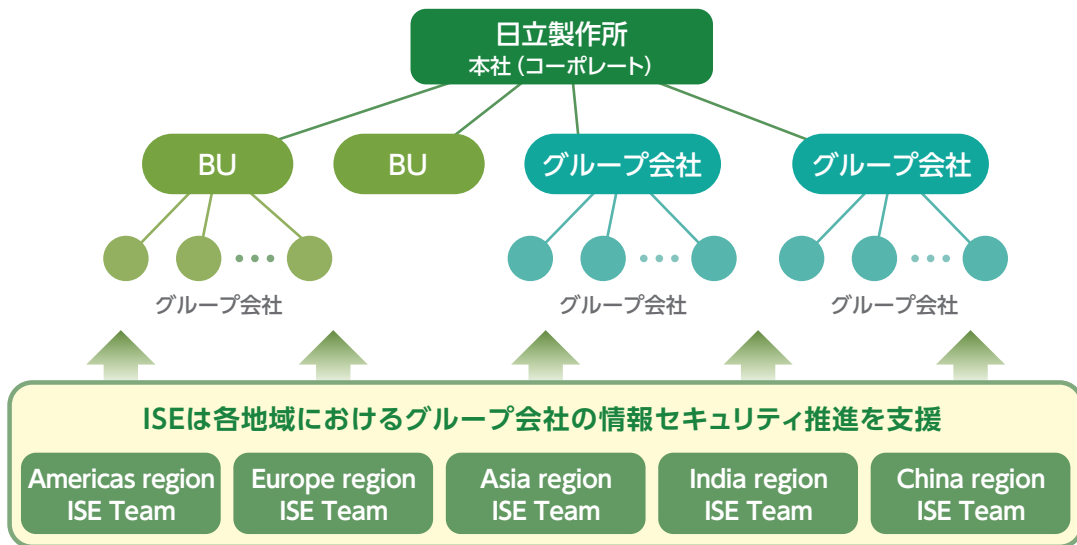 日立製作所
本社（コーポレート）
BU
BU
グループ会社
グループ会社
グループ会社
グループ会社
グループ会社
ISEは各地域におけるグループ会社の情報セキュリティ推進を支援
Americas region
ISE Team
Europe region
ISE Team
Asia region
ISE Team
India region
ISE Team
China region
ISE Team